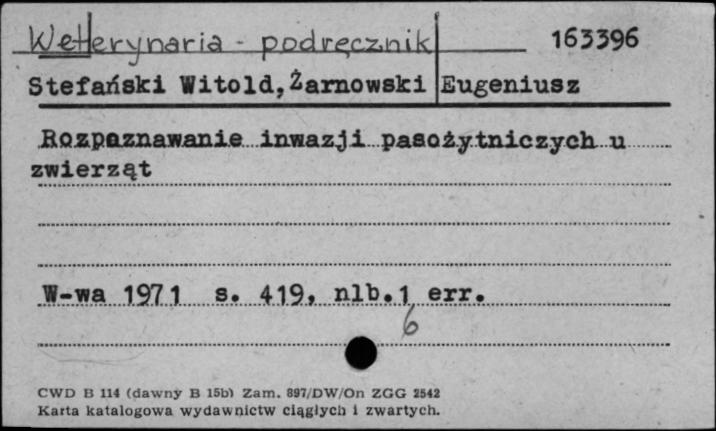 Weterynaria - podręcznik 163396
Stefański Witold, Żarnowski Eugeniusz
Rozpoznawanie inwazji pasożytniczych u
zwierząt
W-wa 1971 s. 419, nlb.1 err.
6
CWD B 114 (dawny B 15b) Zam. 897/DW/On ZGG 2542
Karta katalogowa wydawnictw ciągłych i zwartych.